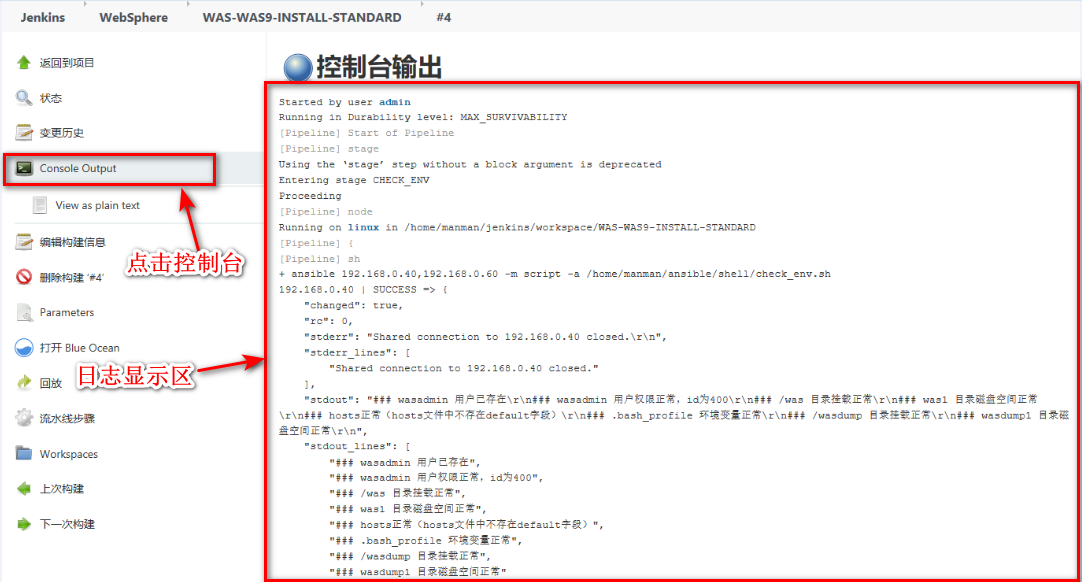 Jenkins WebSphere WAS-WAS9-INSTALL-STANDARD #4
返回到项目
状态
变更历史
Console Output
View as plain text
编辑构建信息
删除构建 '#4'
Parameters
打开 Blue Ocean
回放
流水线步骤
Workspaces
上次构建
下一次构建
点击控制台
日志显示区
控制台输出
Started by user admin
Running in Durability level: MAX_SURVIVABILITY
[Pipeline] Start of Pipeline
[Pipeline] stage
Using the ‘stage’ step without a block argument is deprecated
Entering stage CHECK_ENV
Proceeding
[Pipeline] node
Running on linux in /home/manman/jenkins/workspace/WAS-WAS9-INSTALL-STANDARD
[Pipeline] {
[Pipeline] sh
+ ansible 192.168.0.40,192.168.0.60 -m script -a /home/manman/ansible/shell/check_env.sh
192.168.0.40 | SUCCESS => {
"changed": true,
"rc": 0,
"stderr": "Shared connection to 192.168.0.40 closed.\r\n",
"stderr_lines": [
"Shared connection to 192.168.0.40 closed."
],
"stdout": "### wasadmin 用户已存在\r\n### wasadmin 用户权限正常，id为400\r\n### /was 目录挂载正常\r\n### was1 目录磁盘空间正常
\r\n### hosts正常（hosts文件中不存在default字段）\r\n### .bash_profile 环境变量正常\r\n### /wasdump 目录挂载正常\r\n### wasdump1 目录磁
盘空间正常\r\n",
"stdout_lines": [
"### wasadmin 用户已存在",
"### wasadmin 用户权限正常，id为400",
"### /was 目录挂载正常",
"### was1 目录磁盘空间正常",
"### hosts正常（hosts文件中不存在default字段）",
"### .bash_profile 环境变量正常",
"### /wasdump 目录挂载正常",
"### wasdump1 目录磁盘空间正常"